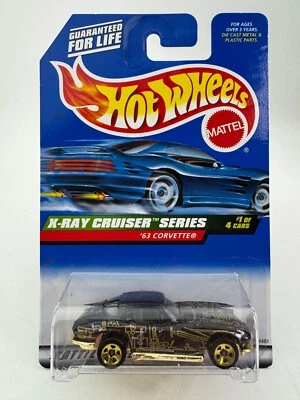 GUARANTEED
FOR LIFE
FOR AGES
OVER 3 YEARS.
DIE CAST METAL &
PLASTIC PARTS.
Hot Wheels
MATTEL
X-RAY CRUISER™ SERIES
'63 CORVETTE®
#1 OF
4 CARS